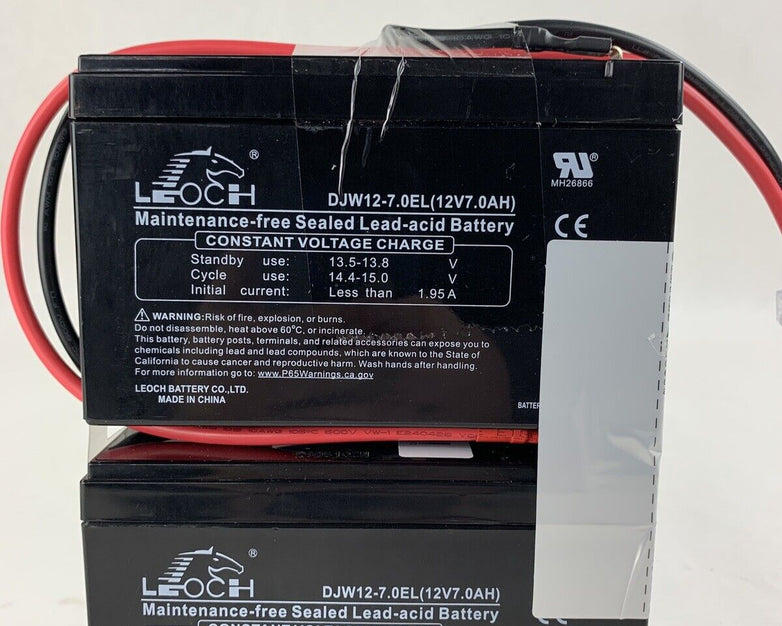 LEOCH ®
DJW12-7.0EL(12V7.0AH)
Maintenance-free Sealed Lead-acid Battery
CONSTANT VOLTAGE CHARGE
Standby use: 13.5-13.8 V
Cycle use: 14.4-15.0 V
Initial current: Less than 1.95 A
MH26866
CE
WARNING:Risk of fire, explosion, or burns.
Do not disassemble, heat above 60°C, or incinerate.
This battery, battery posts, terminals, and related accessories can expose you to
chemicals including lead and lead compounds, which are known to the State of
California to cause cancer and reproductive harm. Wash hands after handling.
For more information go to: www.P65Warnings.ca.gov
LEOCH BATTERY CO.,LTD.
MADE IN CHINA
LEOCH ®
DJW12-7.0EL(12V7.0AH)
Maintenance-free Sealed Lead-acid Battery